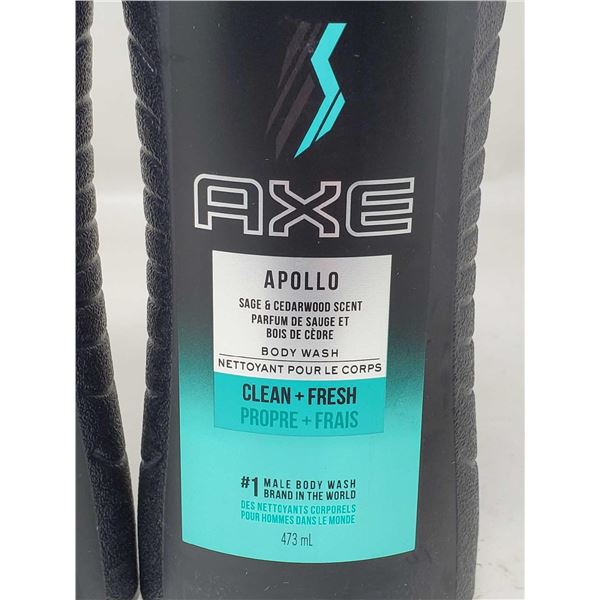 AXE
APOLLO
SAGE & CEDARWOOD SCENT
PARFUM DE SAUGE ET
BOIS DE CÈDRE
BODY WASH
NETTOYANT POUR LE CORPS
CLEAN + FRESH
PROPRE + FRAIS
#1 MALE BODY WASH
BRAND IN THE WORLD
DES NETTOYANTS CORPORELS
POUR HOMMES DANS LE MONDE
473 mL